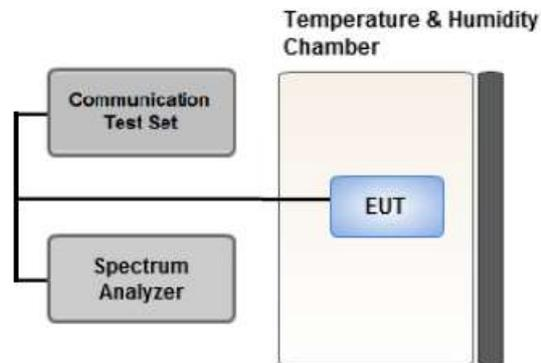 Temperature & Humidity
Chamber
Communication
Test Set
EUT
Spectrum
Analyzer